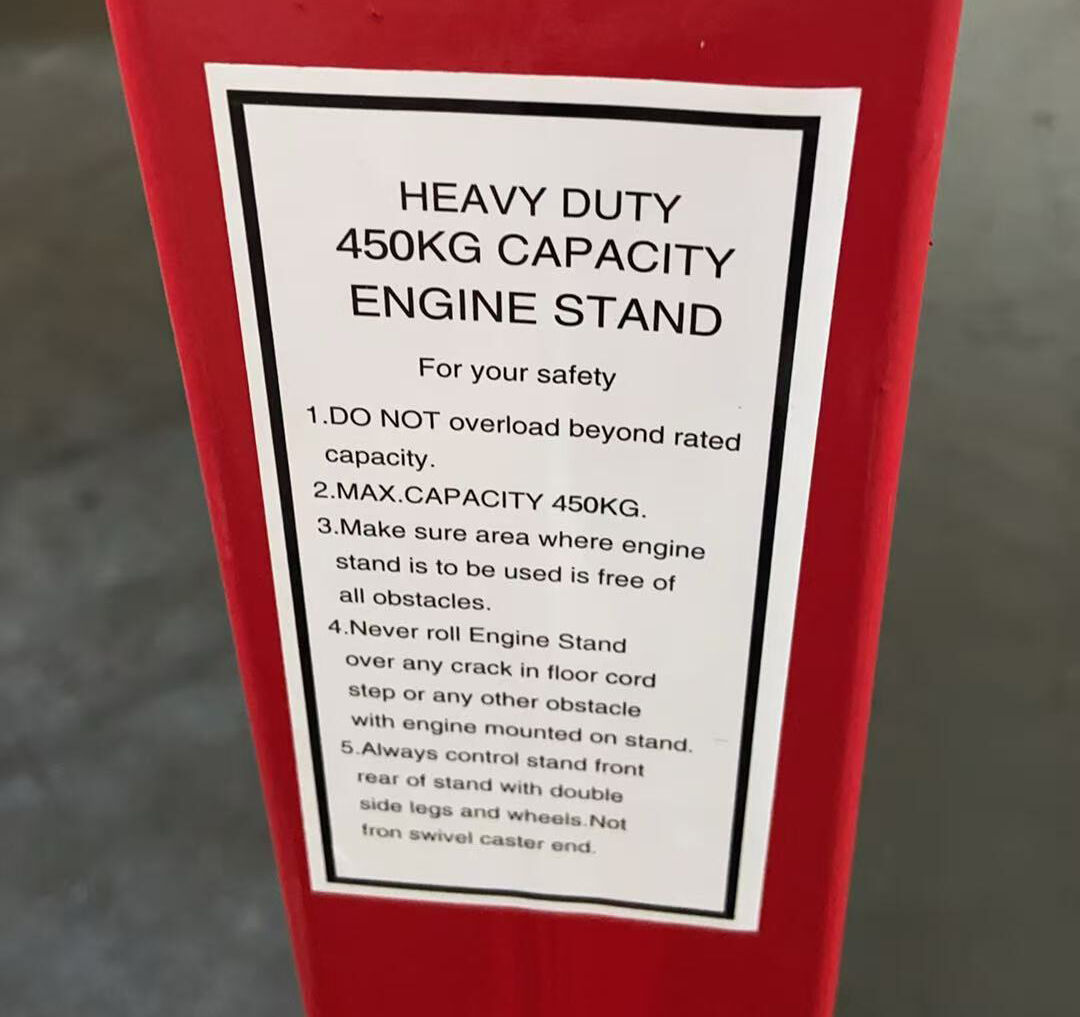 HEAVY DUTY
450KG CAPACITY
ENGINE STAND
For your safety
1.DO NOT overload beyond rated
capacity.
2.MAX.CAPACITY 450KG.
3.Make sure area where engine
stand is to be used is free of
all obstacles.
4.Never roll Engine Stand
over any crack in floor cord
step or any other obstacle
with engine mounted on stand.
5.Always control stand front
rear of stand with double
side legs and wheels.Not
fron swivel caster end.